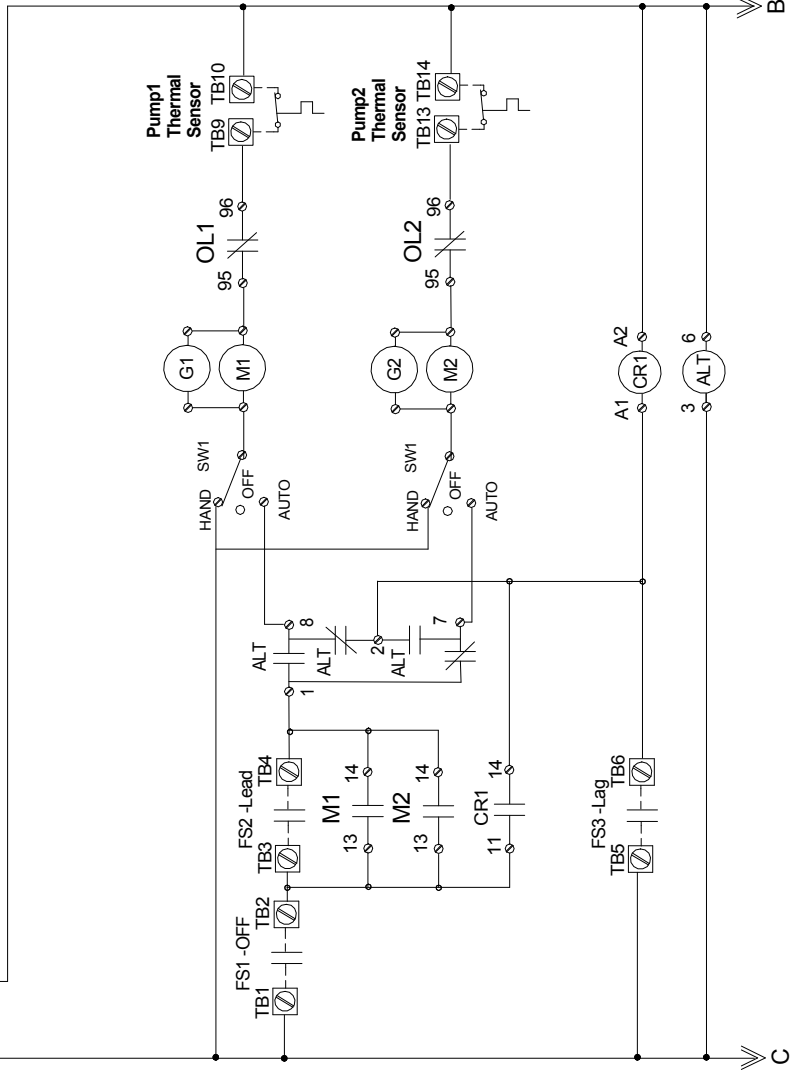 Pump1
Thermal
Sensor
TB9 TB10
OL1
95 96
G1
M1
HAND SW1
OFF
AUTO
Pump2
Thermal
Sensor
TB13 TB14
OL2
95 96
G2
M2
HAND SW1
OFF
AUTO
ALT
1 8
ALT
2
ALT
7
FS1 -OFF
TB1 TB2
FS2 -Lead
TB3 TB4
M1
13 14
M2
13 14
CR1
11 14
FS3 -Lag
TB5 TB6
A1 CR1 A2
3 ALT 6
C B